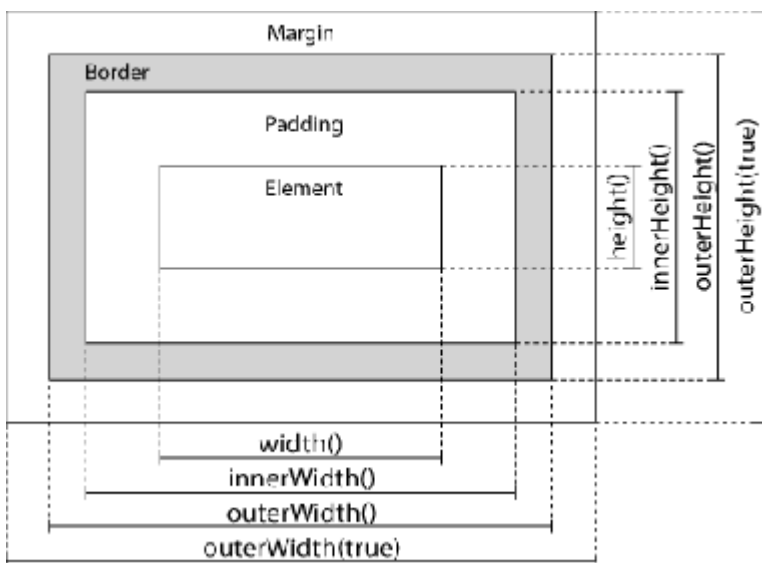 Margin
Border
Padding
Element
height()
innerHeight()
outerHeight()
outerHeight(true)
width()
innerWidth()
outerWidth()
outerWidth(true)